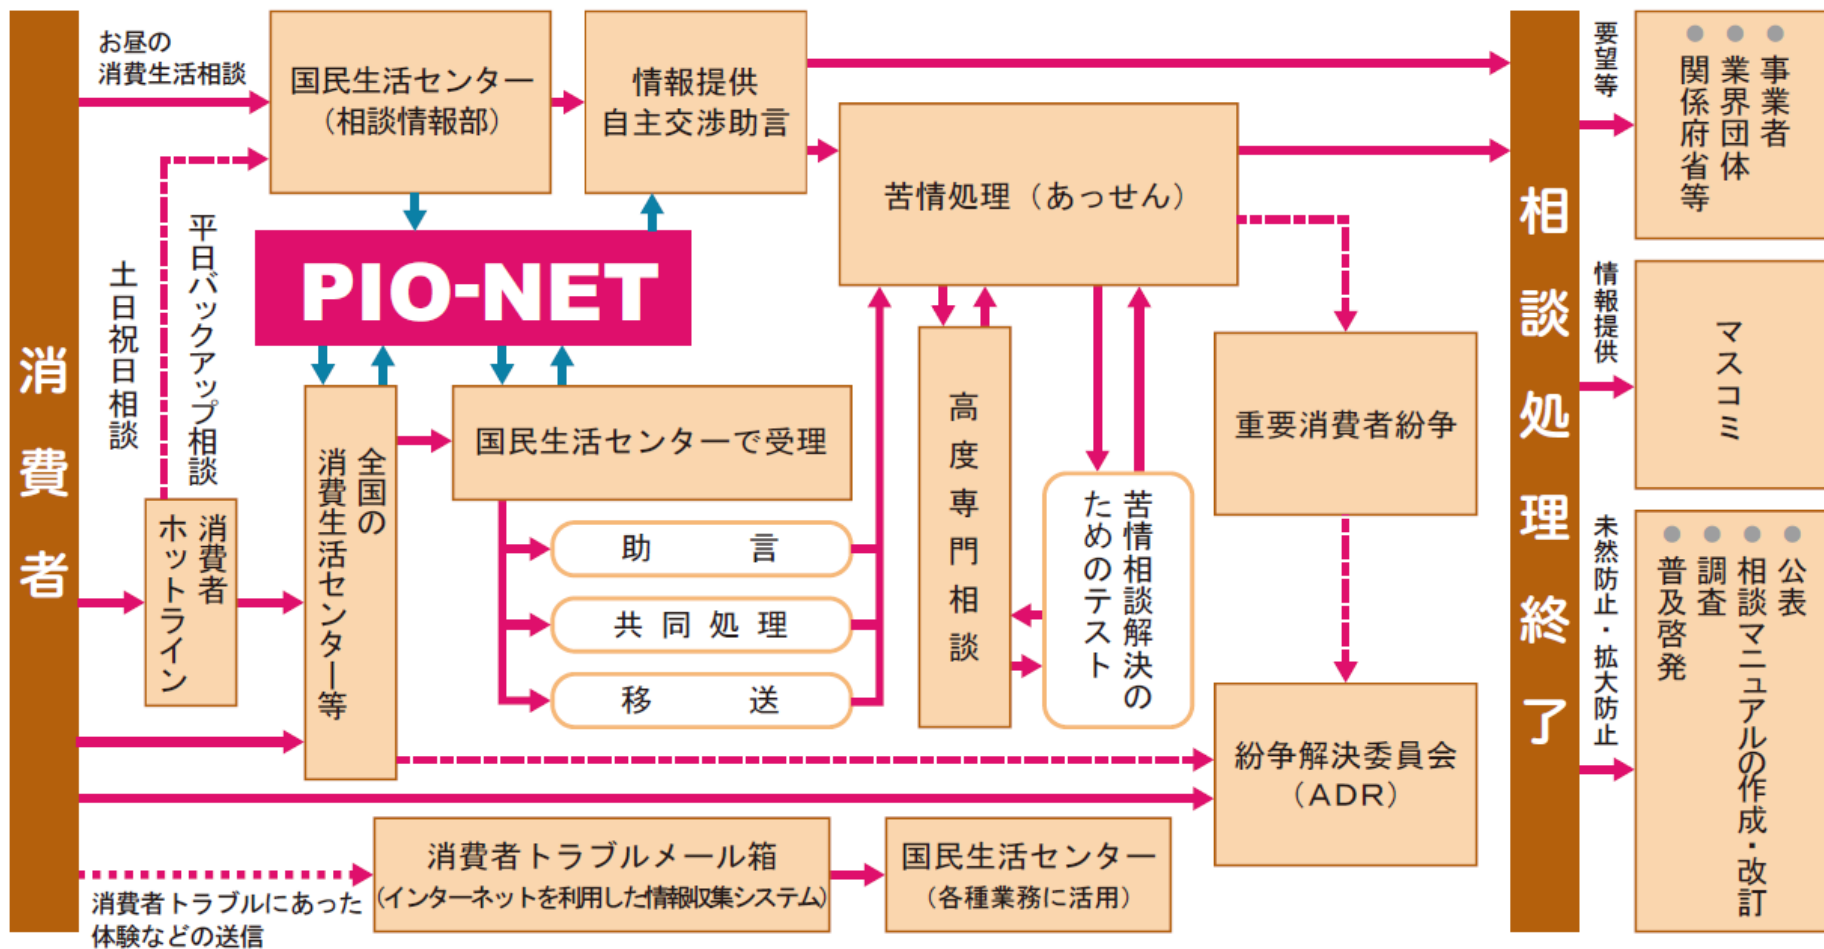 消費者
お昼の
消費生活相談
国民生活センター
（相談情報部）
情報提供
自主交渉助言
苦情処理（あっせん）
平日バックアップ相談
土日祝日相談
PIO-NET
消費者
ホットライン
全国の
消費生活センター等
国民生活センターで受理
助言
共同処理
移送
高度専門相談
苦情相談解決の
ためのテスト
重要消費者紛争
紛争解決委員会
（ADR）
消費者トラブルにあった
体験などの送信
消費者トラブルメール箱
（インターネットを利用した情報収集システム）
国民生活センター
（各種業務に活用）
相談処理終了
要望等
●事業者
●業界団体
●関係府省等
情報提供
マスコミ
未然防止・拡大防止
●公表
●相談マニュアルの作成・改訂
●調査
●普及啓発